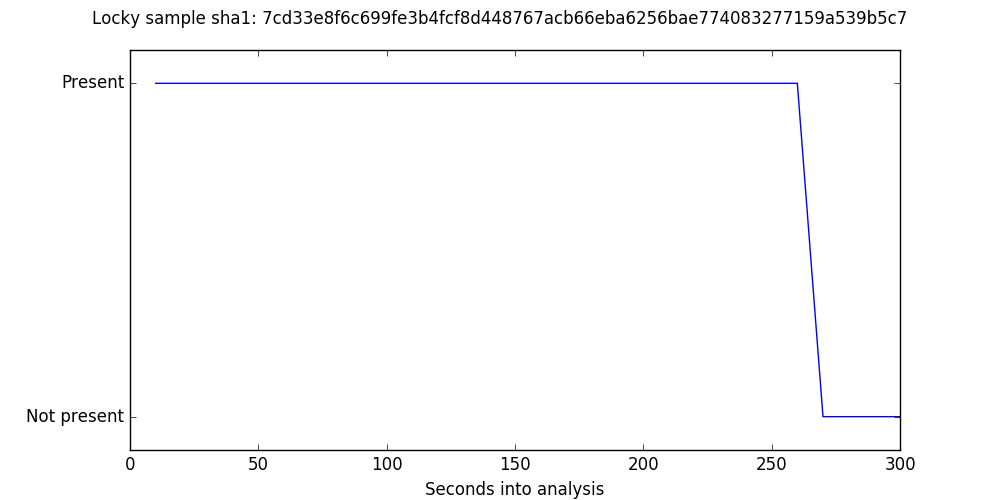 Locky sample sha1: 7cd33e8f6c699fe3b4fcf8d448767acb66eba6256bae774083277159a539b5c7
Present
Not present
0 50 100 150 200 250 300
Seconds into analysis